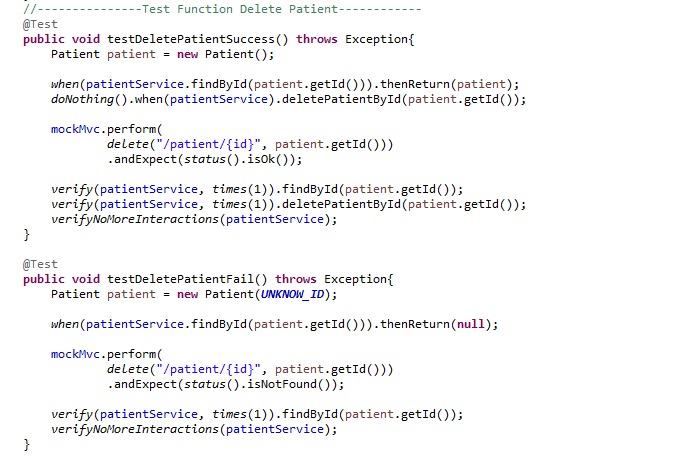 //---------------Test Function Delete Patient------------
@Test
public void testDeletePatientSuccess() throws Exception{
Patient patient = new Patient();
when(patientService.findById(patient.getId())).thenReturn(patient);
doNothing().when(patientService).deletePatientById(patient.getId());
mockMvc.perform(
delete("/patient/{id}", patient.getId()))
.andExpect(status().isOk());
verify(patientService, times(1)).findById(patient.getId());
verify(patientService, times(1)).deletePatientById(patient.getId());
verifyNoMoreInteractions(patientService);
}
@Test
public void testDeletePatientFail() throws Exception{
Patient patient = new Patient(UNKNOW_ID);
when(patientService.findById(patient.getId())).thenReturn(null);
mockMvc.perform(
delete("/patient/{id}", patient.getId()))
.andExpect(status().isNotFound());
verify(patientService, times(1)).findById(patient.getId());
verifyNoMoreInteractions(patientService);
}